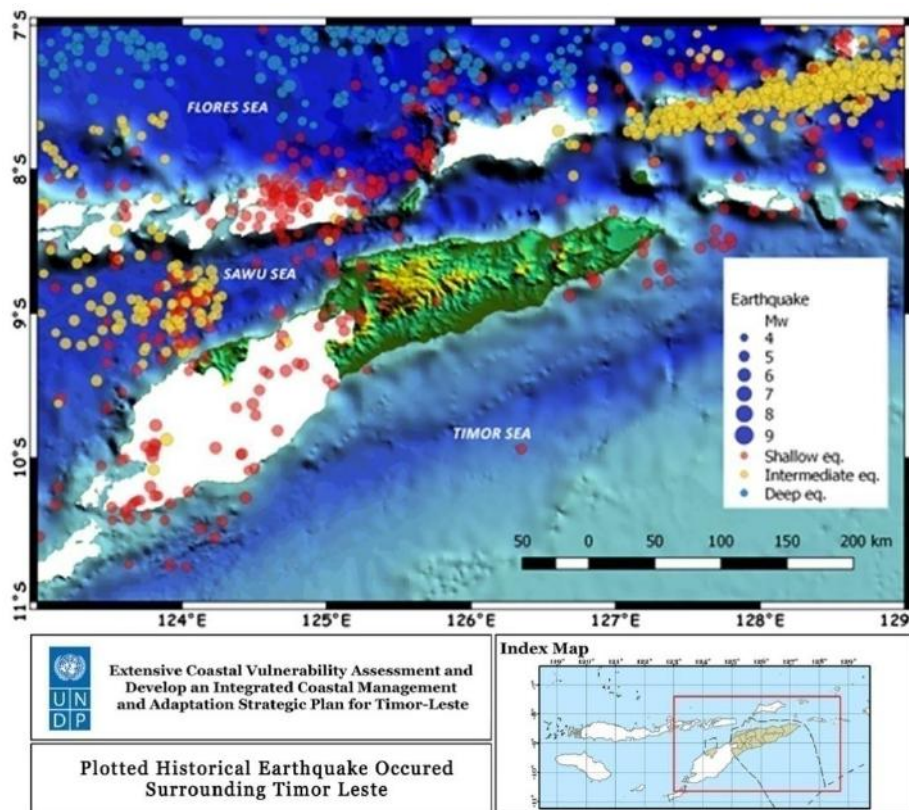 7°S
8°S
9°S
10°S
11°S
FLORES SEA
SAWU SEA
TIMOR SEA
Earthquake
Mw
4
5
6
7
8
9
Shallow eq.
Intermediate eq.
Deep eq.
50 0 50 100 150 200 km
124°E 125°E 126°E 127°E 128°E 129
U N
D P
Extensive Coastal Vulnerability Assessment and
Develop an Integrated Coastal Management
and Adaptation Strategic Plan for Timor-Leste
Plotted Historical Earthquake Occured
Surrounding Timor Leste
Index Map